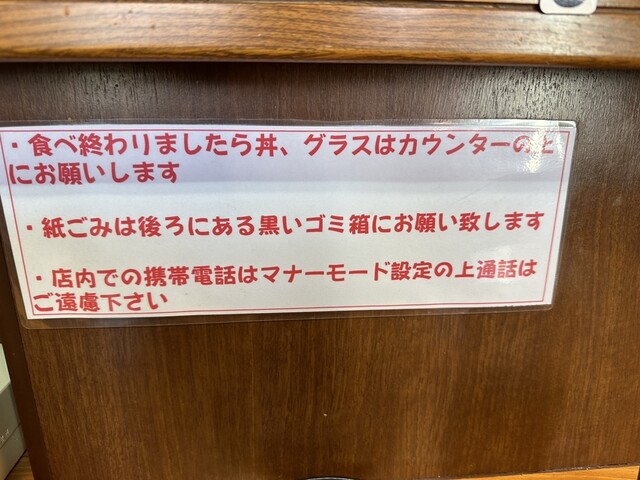 ・食べ終わりましたら丼、グラスはカウンターの上
にお願いします
・紙ごみは後ろにある黒いゴミ箱にお願い致します
・店内での携帯電話はマナーモード設定の上通話は
ご遠慮下さい